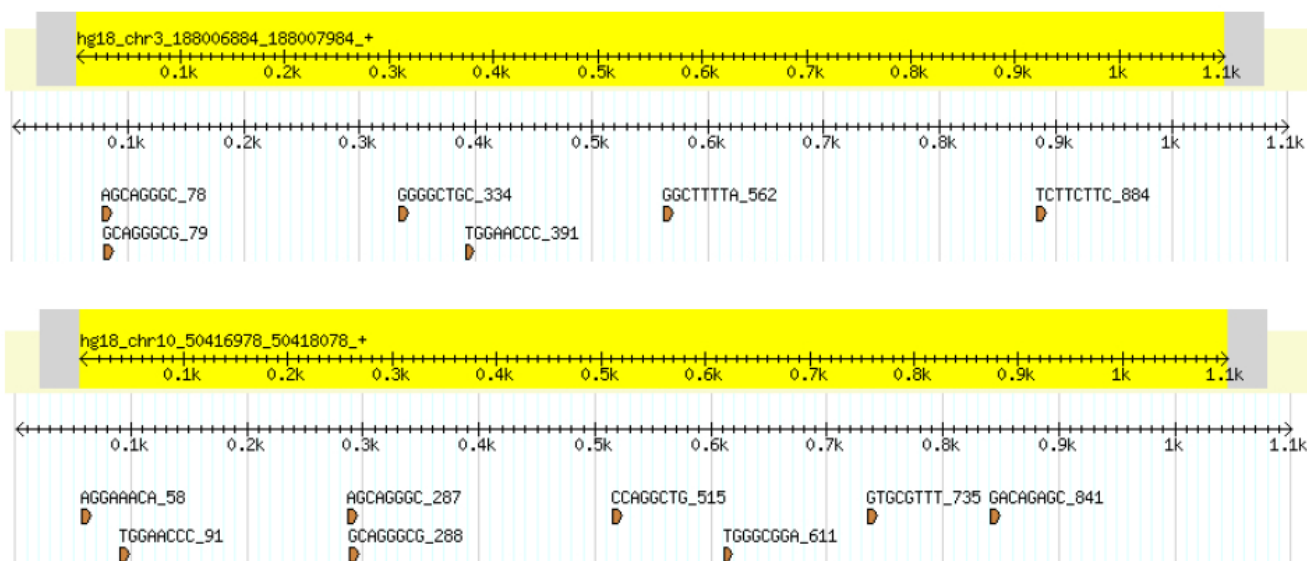 hg18_chr3_188006884_188007984_+
0.1k 0.2k 0.3k 0.4k 0.5k 0.6k 0.7k 0.8k 0.9k 1k 1.1k
0.1k 0.2k 0.3k 0.4k 0.5k 0.6k 0.7k 0.8k 0.9k 1k 1.1k
AGCAGGGC_78 GGGGCTGC_334 GGCTTTTA_562 TCTTCTTC_884
GCAGGGCG_79 TGGAACCC_391
hg18_chr10_50416978_50418078_+
0.1k 0.2k 0.3k 0.4k 0.5k 0.6k 0.7k 0.8k 0.9k 1k 1.1k
0.1k 0.2k 0.3k 0.4k 0.5k 0.6k 0.7k 0.8k 0.9k 1k 1.1k
AGGAAACA_58 AGCAGGGC_287 CCAGGCTG_515 GTGCGTTT_735 GACAGAGC_841
TGGAACCC_91 GCAGGGCG_288 TGGGCGGA_611